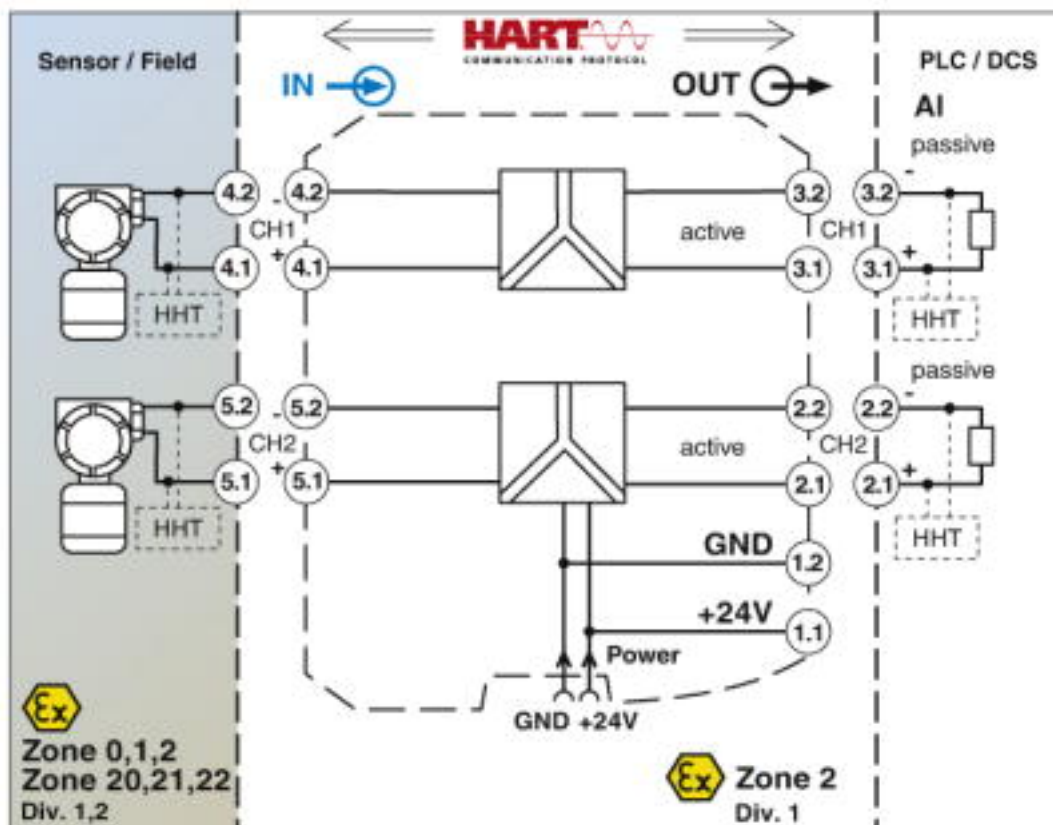 Sensor / Field
HART
COMMUNICATION PROTOCOL
PLC / DCS
IN
OUT
AI
passive
4.2
4.2
-
CH1
+
4.1
4.1
HHT
active
3.2
3.2
-
CH1
+
3.1
3.1
HHT
passive
5.2
5.2
-
CH2
+
5.1
5.1
HHT
active
2.2
2.2
-
CH2
+
2.1
2.1
HHT
GND
1.2
+24V
1.1
Power
GND +24V
Ex
Zone 0,1,2
Zone 20,21,22
Div. 1,2
Ex
Zone 2
Div. 1